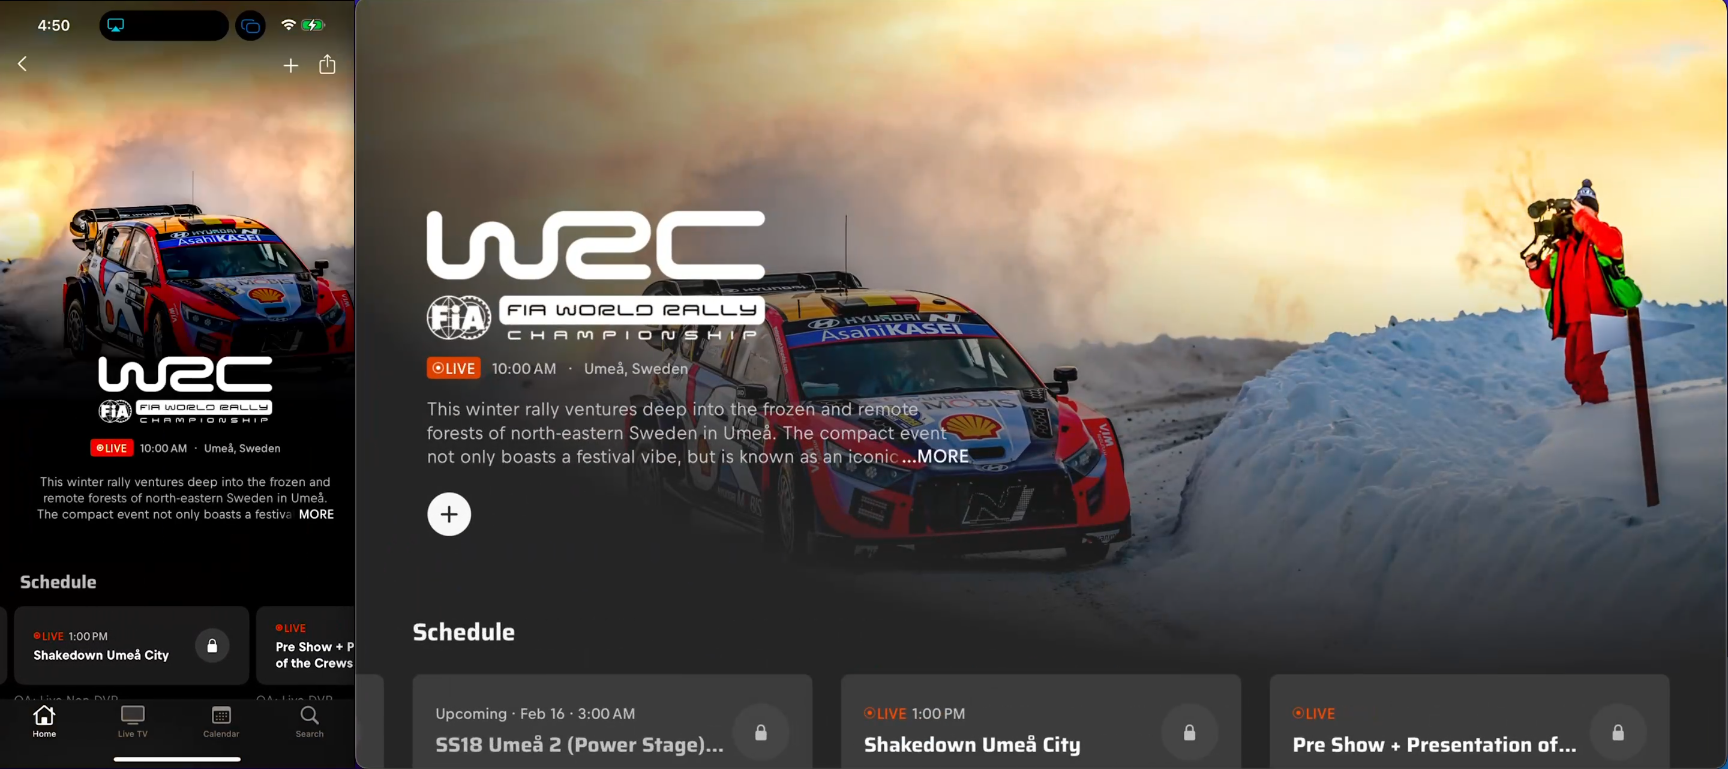 4:50
HYUNDAI N
AsahiKASEI
WRC
FiA FIA WORLD RALLY
CHAMPIONSHIP
LIVE 10:00 AM · Umeå, Sweden
This winter rally ventures deep into the frozen and
remote forests of north-eastern Sweden in Umeå.
The compact event not only boasts a festiva MORE
Schedule
LIVE 1:00 PM
Shakedown Umeå City
LIVE
Pre Show + P
of the Crews
Home
Live TV
Calendar
Search
WRC
FiA FIA WORLD RALLY
CHAMPIONSHIP
HYUNDAI N
AsahiKASEI
MOBIS
VIM
LIVE 10:00 AM · Umeå, Sweden
This winter rally ventures deep into the frozen and remote
forests of north-eastern Sweden in Umeå. The compact event
not only boasts a festival vibe, but is known as an iconic ...MORE
Schedule
Upcoming · Feb 16 · 3:00 AM
SS18 Umeå 2 (Power Stage)...
LIVE 1:00 PM
Shakedown Umeå City
LIVE
Pre Show + Presentation of...